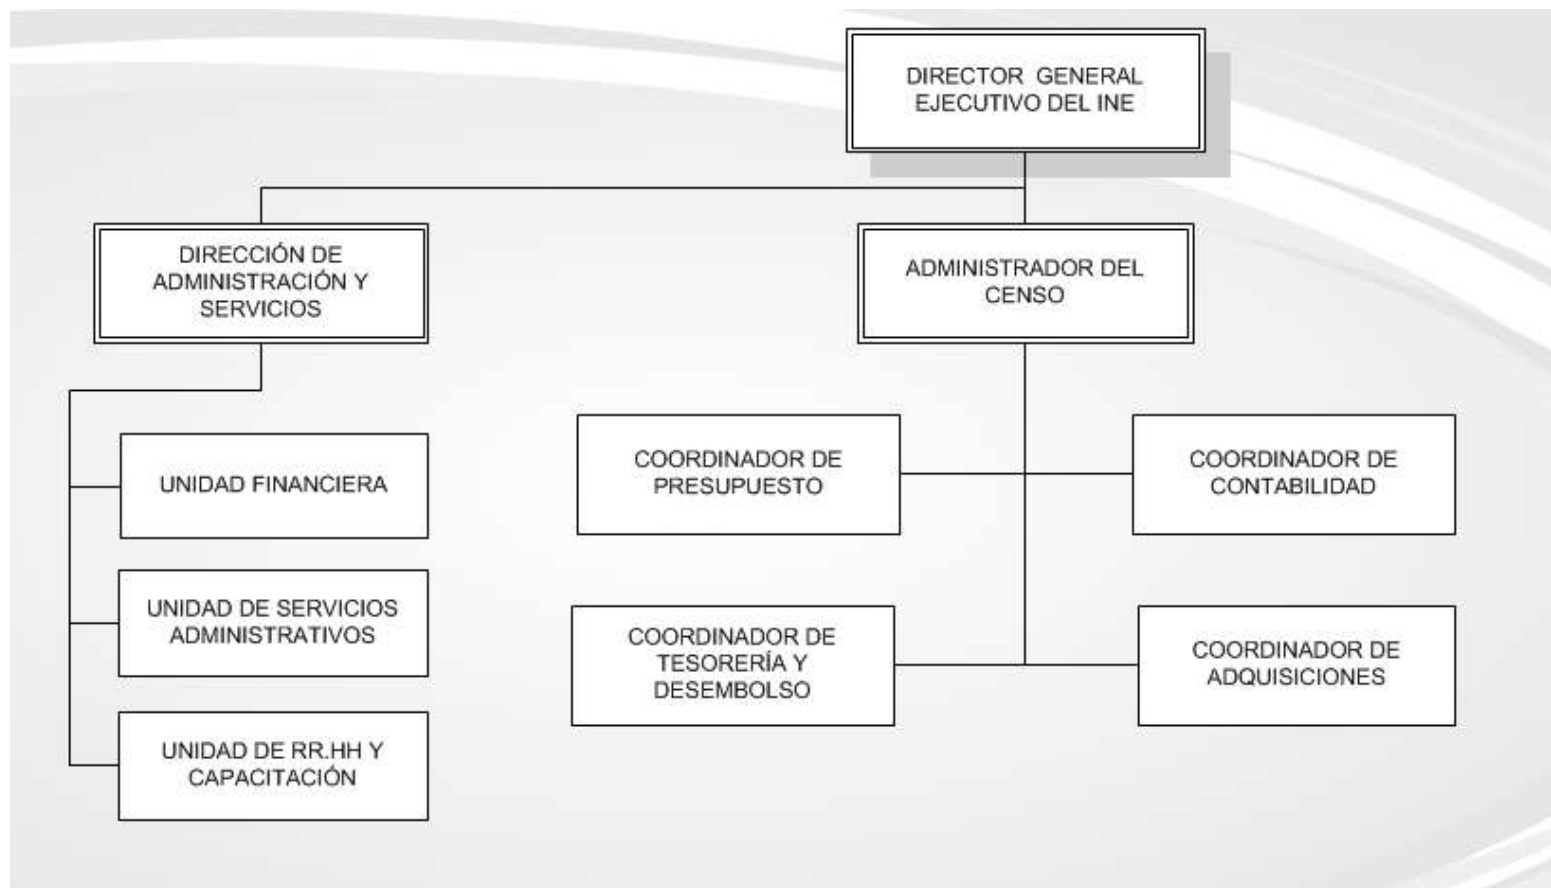 DIRECTOR GENERAL
EJECUTIVO DEL INE
DIRECCIÓN DE
ADMINISTRACIÓN Y
SERVICIOS
ADMINISTRADOR DEL
CENSO
UNIDAD FINANCIERA
UNIDAD DE SERVICIOS
ADMINISTRATIVOS
UNIDAD DE RR.HH Y
CAPACITACIÓN
COORDINADOR DE
PRESUPUESTO
COORDINADOR DE
CONTABILIDAD
COORDINADOR DE
TESORERÍA Y
DESEMBOLSO
COORDINADOR DE
ADQUISICIONES